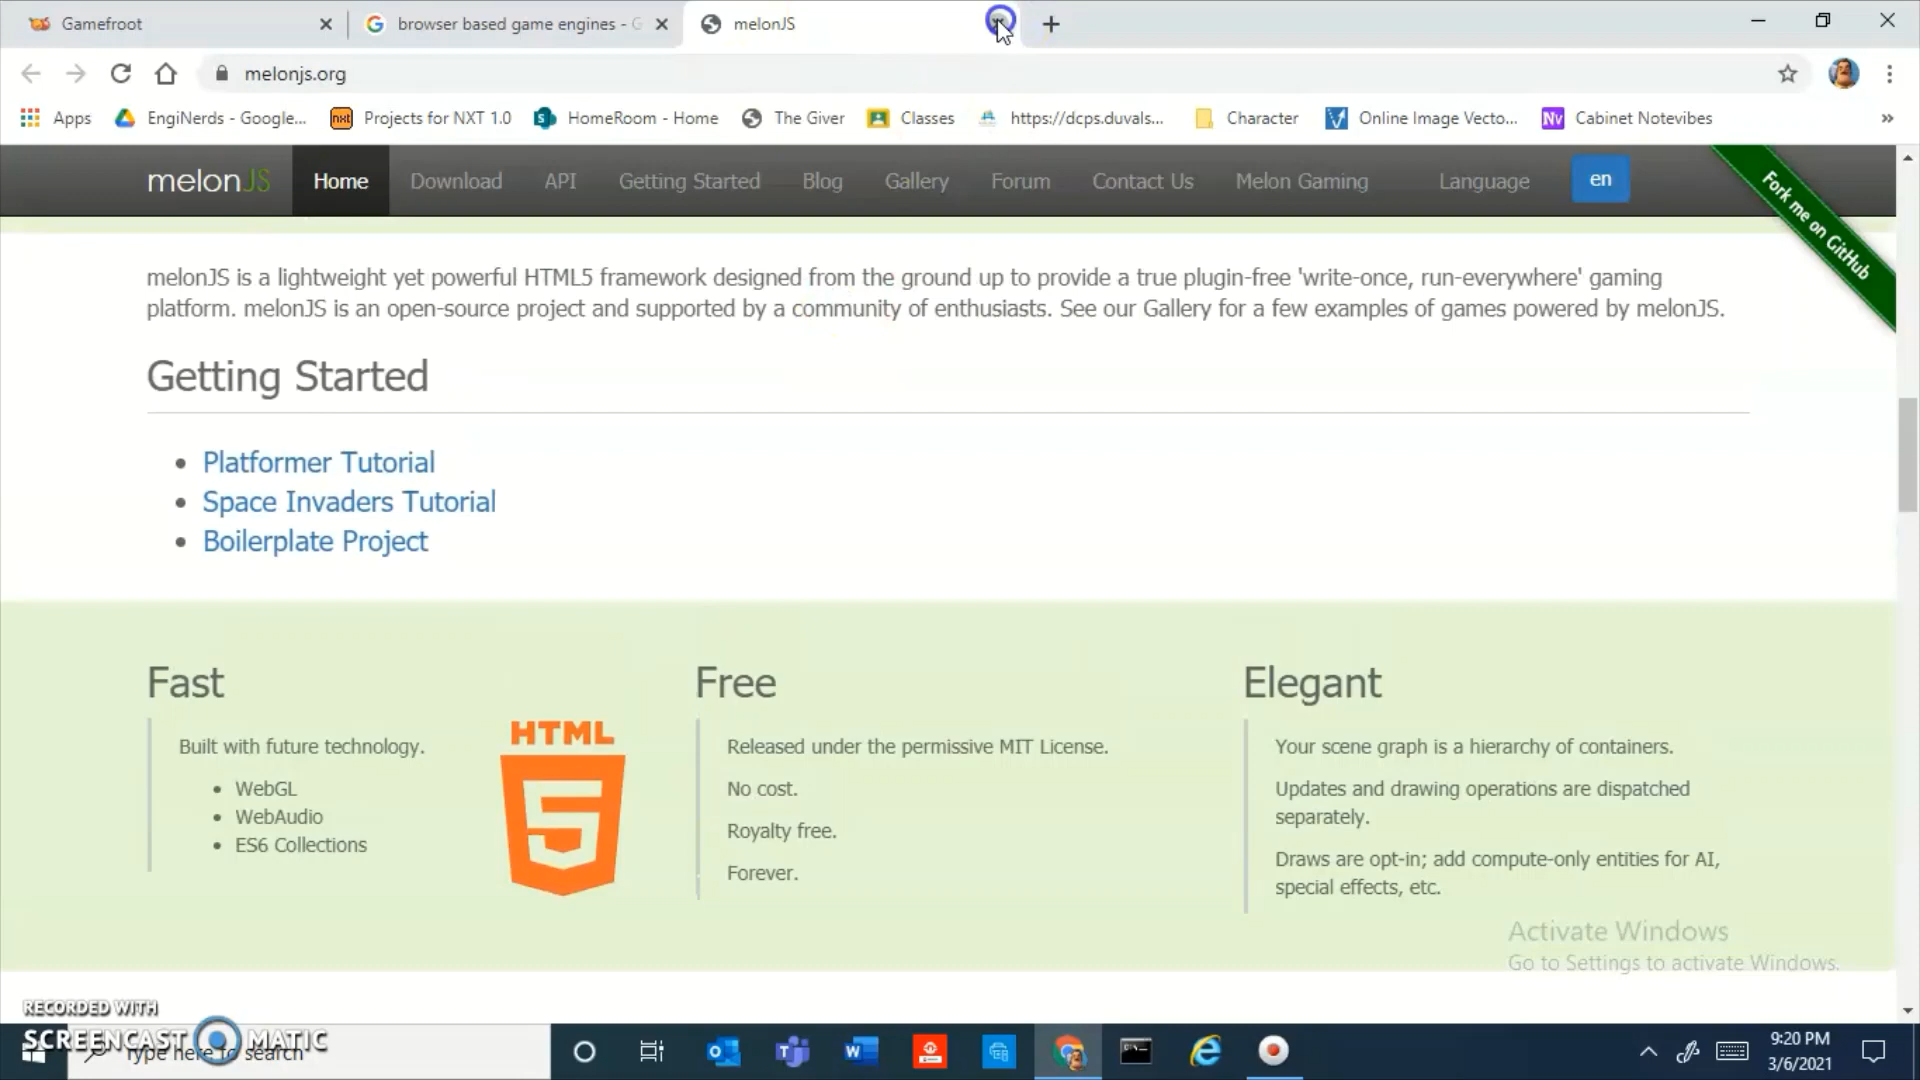 Gamefroot
browser based game engines - G
melonJS
melonjs.org
Apps
EngiNerds - Google...
nxt
Projects for NXT 1.0
HomeRoom - Home
The Giver
Classes
https://dcps.duvals...
Character
Online Image Vecto...
Nv
Cabinet Notevibes
»
melonJS
Home
Download
API
Getting Started
Blog
Gallery
Forum
Contact Us
Melon Gaming
Language
en
Fork me on GitHub
melonJS is a lightweight yet powerful HTML5 framework designed from the ground up to provide a true plugin-free 'write-once, run-everywhere' gaming
platform. melonJS is an open-source project and supported by a community of enthusiasts. See our Gallery for a few examples of games powered by melonJS.
Getting Started
• Platformer Tutorial
• Space Invaders Tutorial
• Boilerplate Project
Fast
Built with future technology.
• WebGL
• WebAudio
• ES6 Collections
HTML
5
Free
Released under the permissive MIT License.
No cost.
Royalty free.
Forever.
Elegant
Your scene graph is a hierarchy of containers.
Updates and drawing operations are dispatched
separately.
Draws are opt-in; add compute-only entities for AI,
special effects, etc.
Activate Windows
Go to Settings to activate Windows.
RECORDED WITH
SCREENCAST MATIC
Type here to search
9:20 PM
3/6/2021